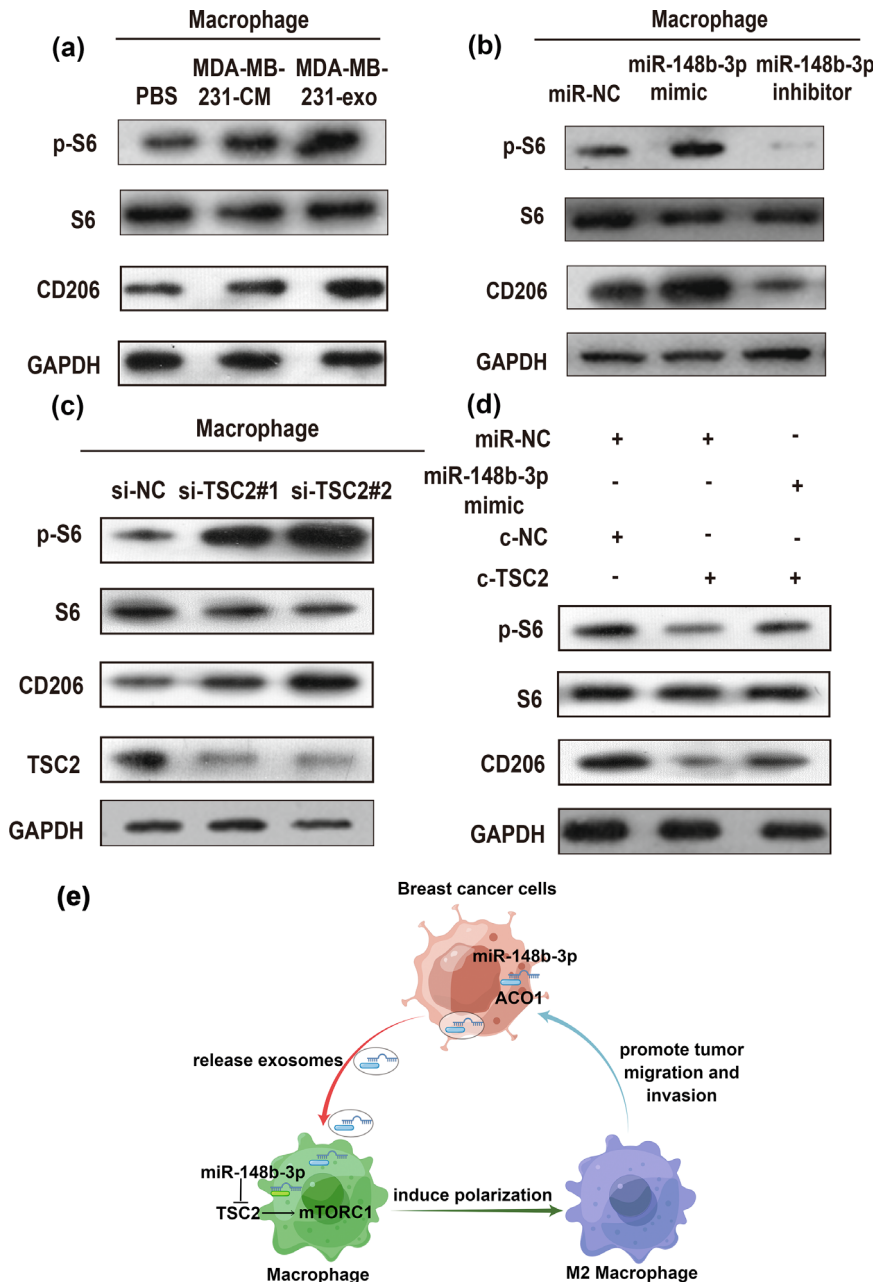 (a)
Macrophage
PBS
MDA-MB-
231-CM
MDA-MB-
231-exo
p-S6
S6
CD206
GAPDH
(b)
Macrophage
miR-NC
miR-148b-3p
mimic
miR-148b-3p
inhibitor
p-S6
S6
CD206
GAPDH
(c)
Macrophage
si-NC si-TSC2#1 si-TSC2#2
p-S6
S6
CD206
TSC2
GAPDH
(d)
miR-NC + + -
miR-148b-3p
mimic
- - +
c-NC + - -
c-TSC2 - + +
p-S6
S6
CD206
GAPDH
(e)
Breast cancer cells
miR-148b-3p
ACO1
release exosomes
promote tumor
migration and
invasion
miR-148b-3p
TSC2
mTORC1
induce polarization
Macrophage
M2 Macrophage